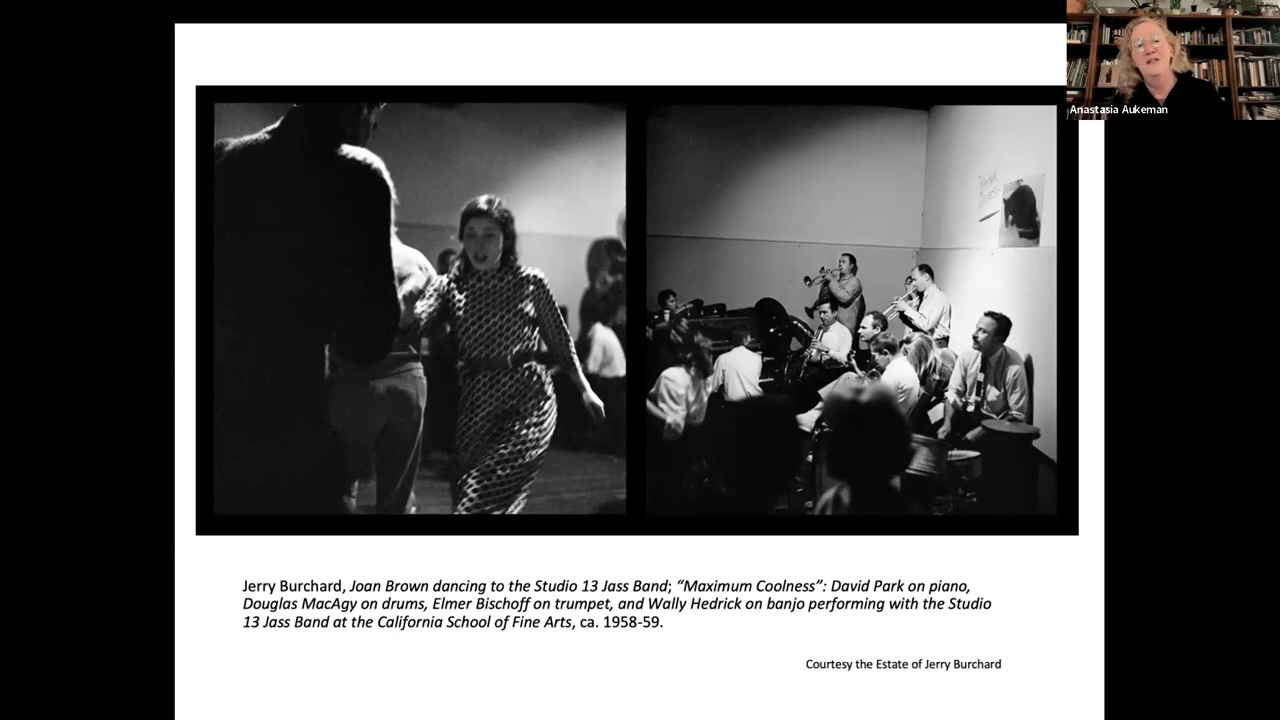 Anastasia Aukeman
Jerry Burchard, Joan Brown dancing to the Studio 13 Jass Band; “Maximum Coolness”: David Park on piano,
Douglas MacAgy on drums, Elmer Bischoff on trumpet, and Wally Hedrick on banjo performing with the Studio
13 Jass Band at the California School of Fine Arts, ca. 1958-59.
Courtesy the Estate of Jerry Burchard